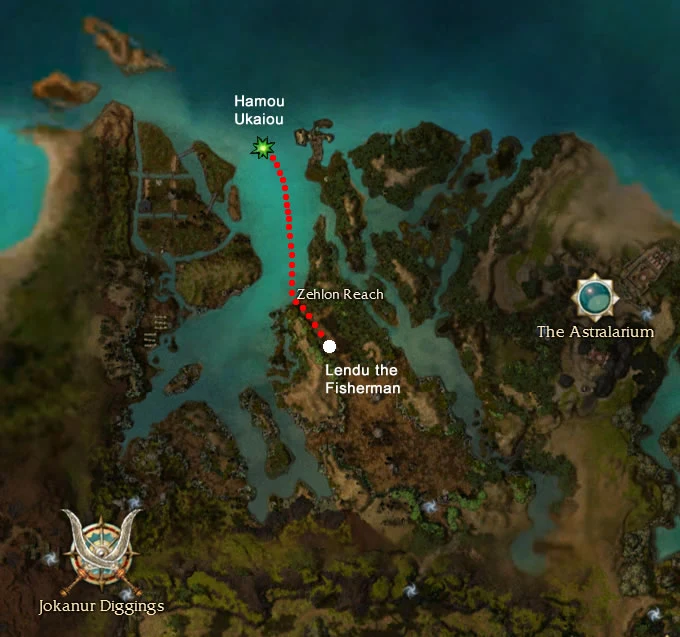 Hamou
Ukaiou
Zehlon Reach
The Astralarium
Lendu the
Fisherman
Jokanur Diggings